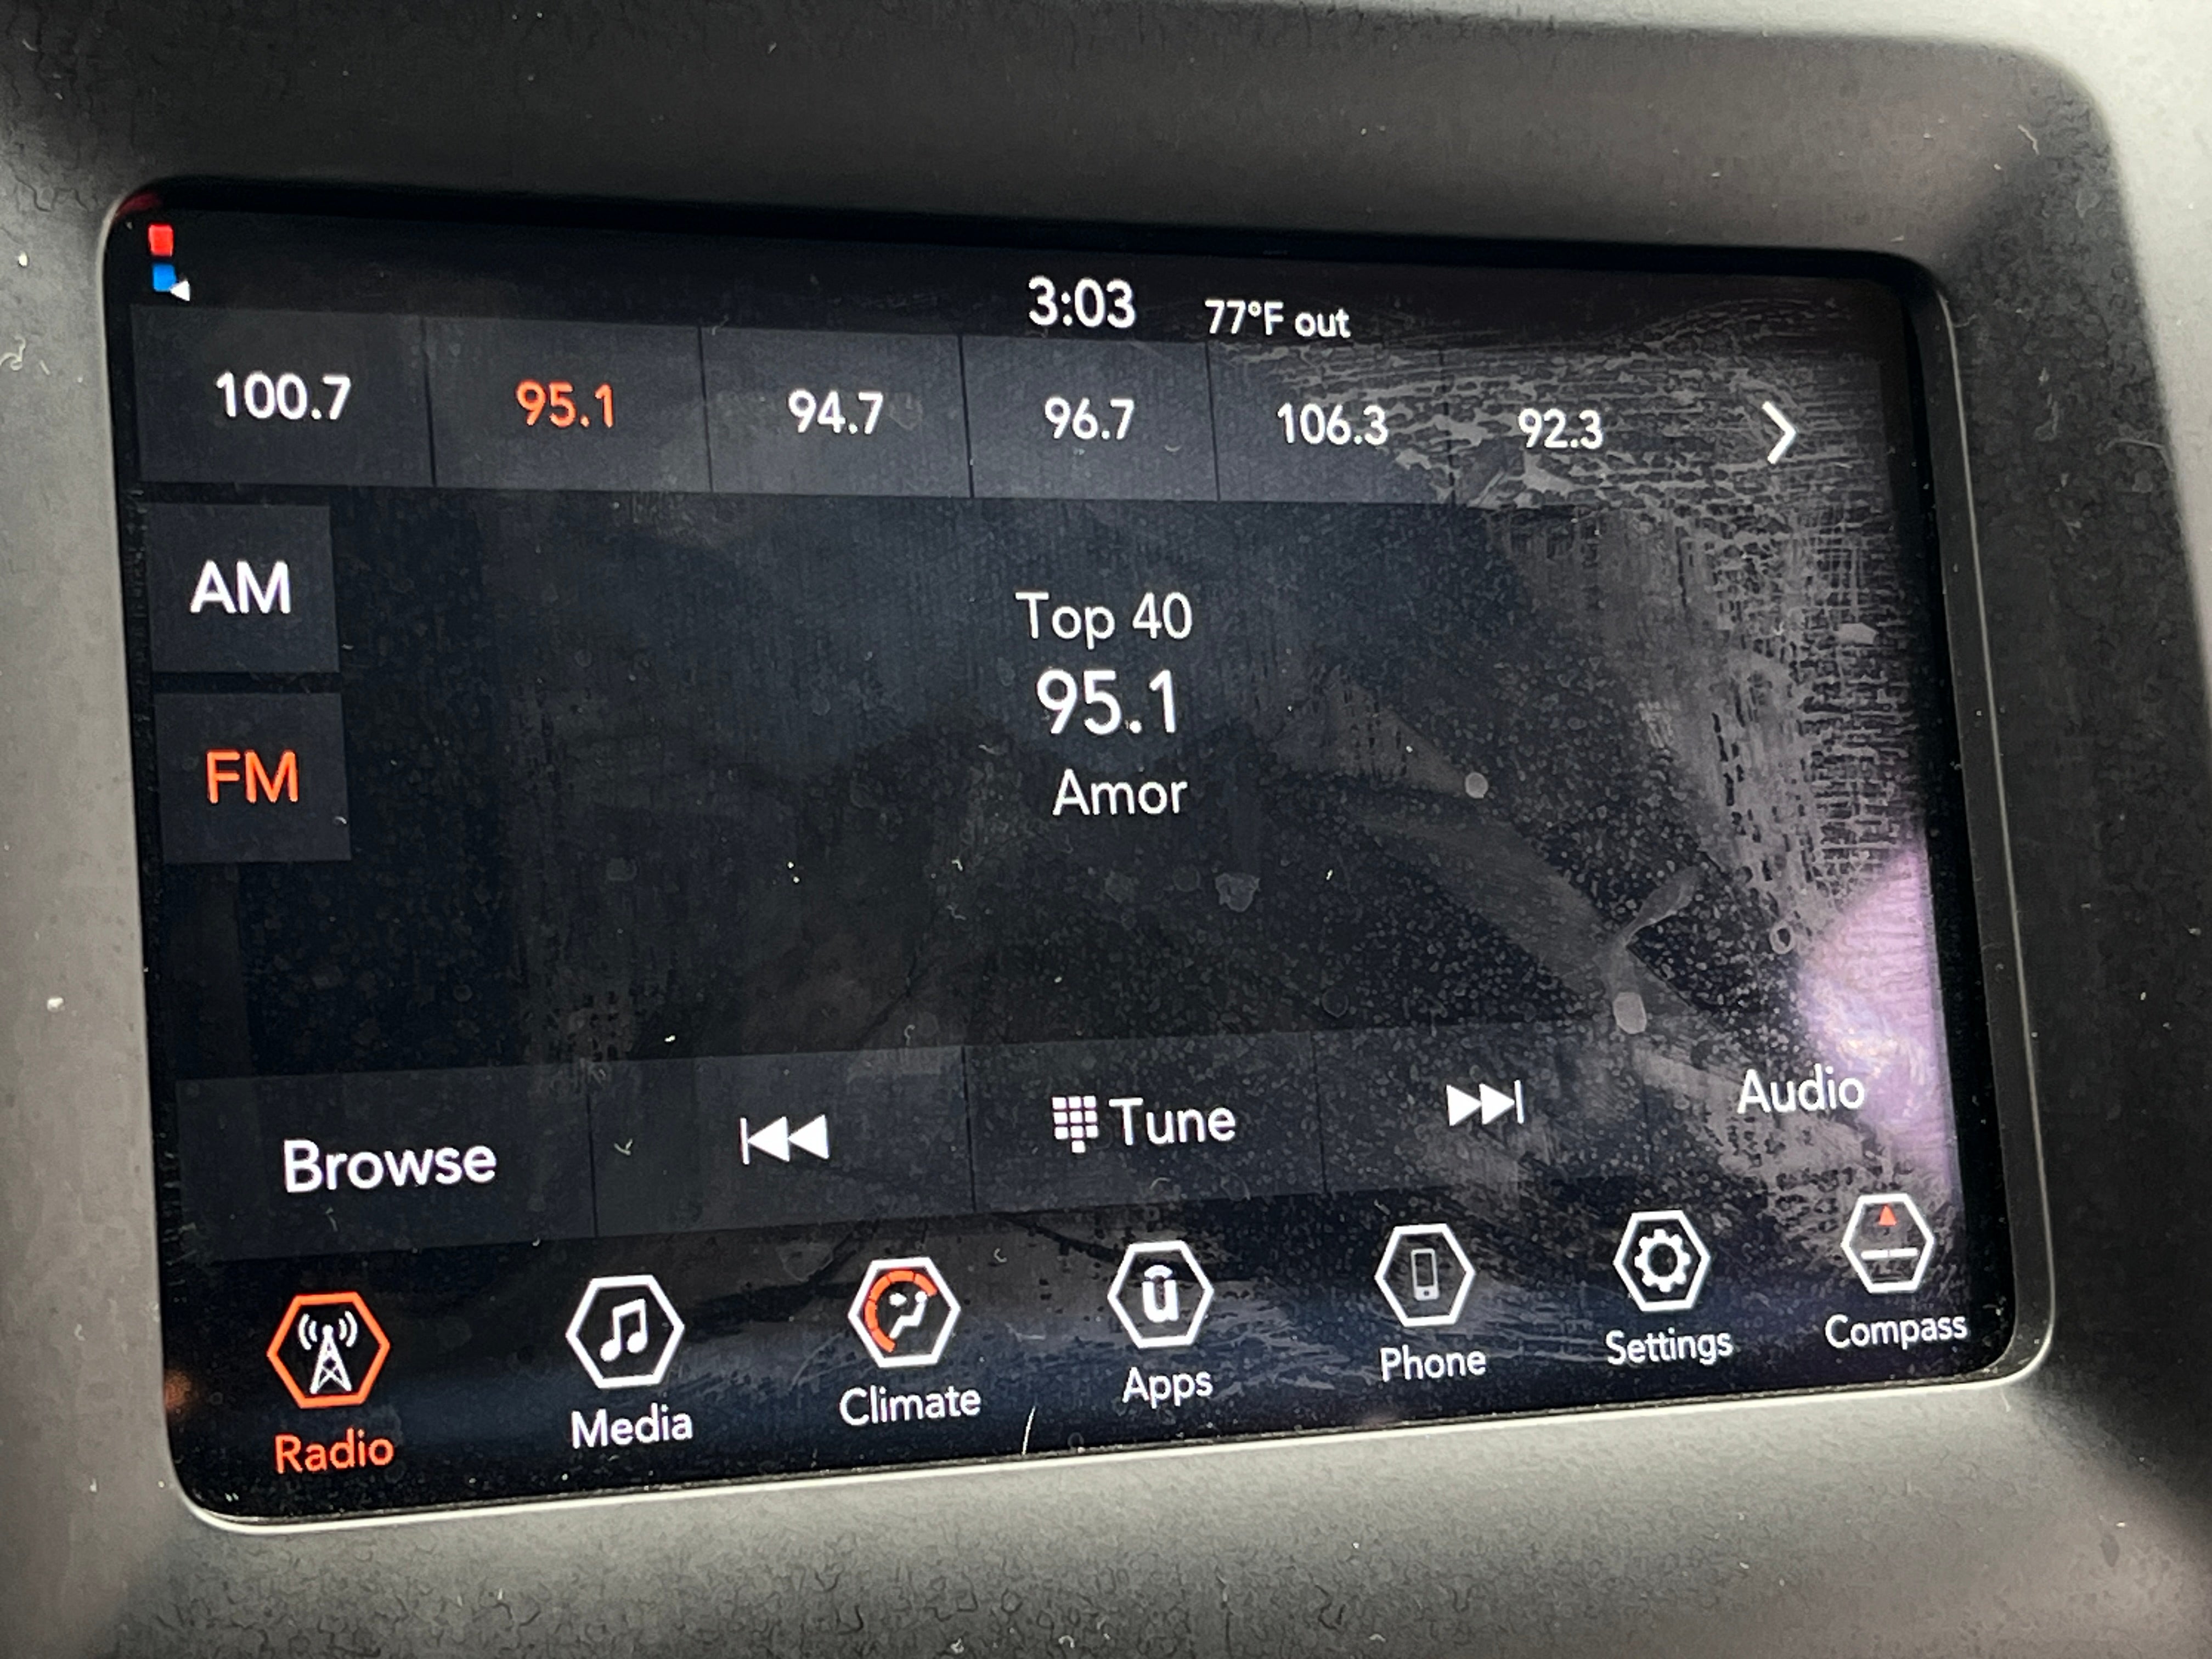 3:03 77°F out
100.7 95.1 94.7 96.7 106.3 92.3
AM
Top 40
95.1
FM
Amor
Browse Tune Audio
Radio Media Climate Apps Phone Settings Compass